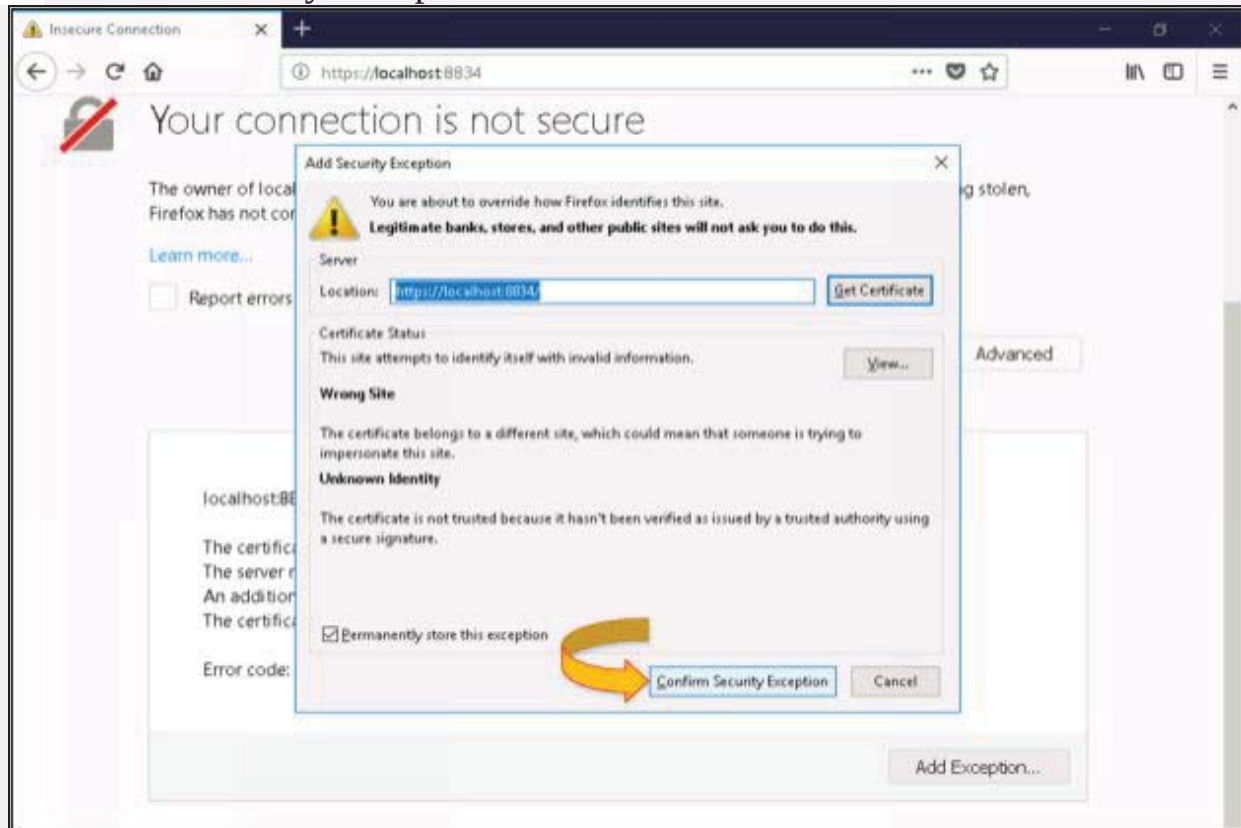 Insecure Connection
https://localhost:8834
Your connection is not secure
Add Security Exception
The owner of local
g stolen,
Firefox has not cor
You are about to override how Firefox identifies this site.
Legitimate banks, stores, and other public sites will not ask you to do this.
Learn more...
Server
Report errors
Location: https://localhost:8834/
Get Certificate
Certificate Status
This site attempts to identify itself with invalid information.
View...
Advanced
Wrong Site
The certificate belongs to a different site, which could mean that someone is trying to
impersonate this site.
Unknown Identity
localhost:88
The certificate is not trusted because it hasn't been verified as issued by a trusted authority using
a secure signature.
The certifica
The server r
An addition
The certifica
Permanently store this exception
Error code:
Confirm Security Exception
Cancel
Add Exception...